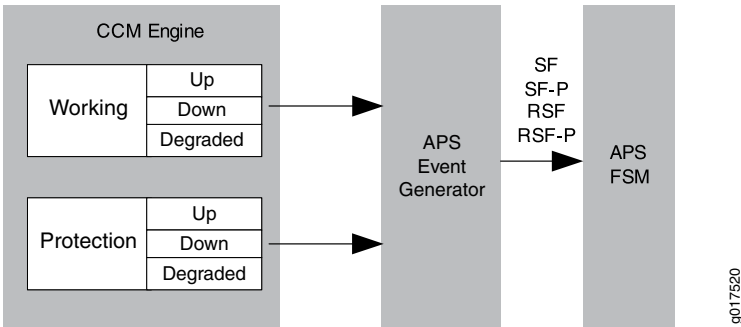 CCM Engine
Working
Up
Down
Degraded
Protection
Up
Down
Degraded
APS
Event
Generator
SF
SF-P
RSF
RSF-P
APS
FSM
g017520